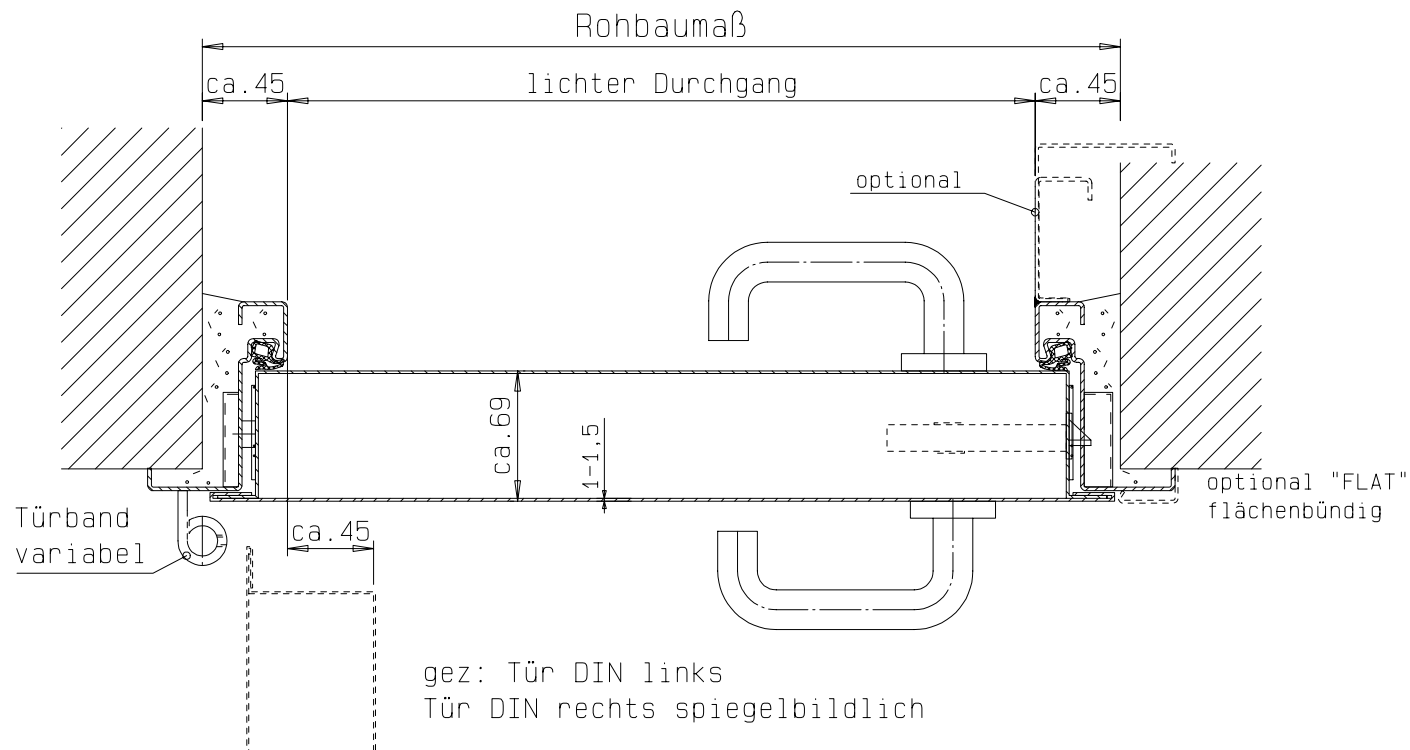 Rohbaumaß
ca.45
lichter Durchgang
ca.45
optional
ca.69
1-1,5
optional "FLAT"
flächenbündig
Türband
variabel
ca.45
gez: Tür DIN links
Tür DIN rechts spiegelbildlich